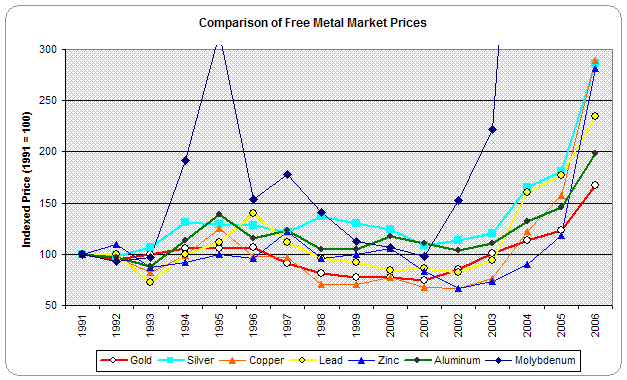 Comparison of Free Metal Market Prices
Indexed Price (1991 = 100)
300
250
200
150
100
50
1991 1992 1993 1994 1995 1996 1997 1998 1999 2000 2001 2002 2003 2004 2005 2006
Gold Silver Copper Lead Zinc Aluminum Molybdenum